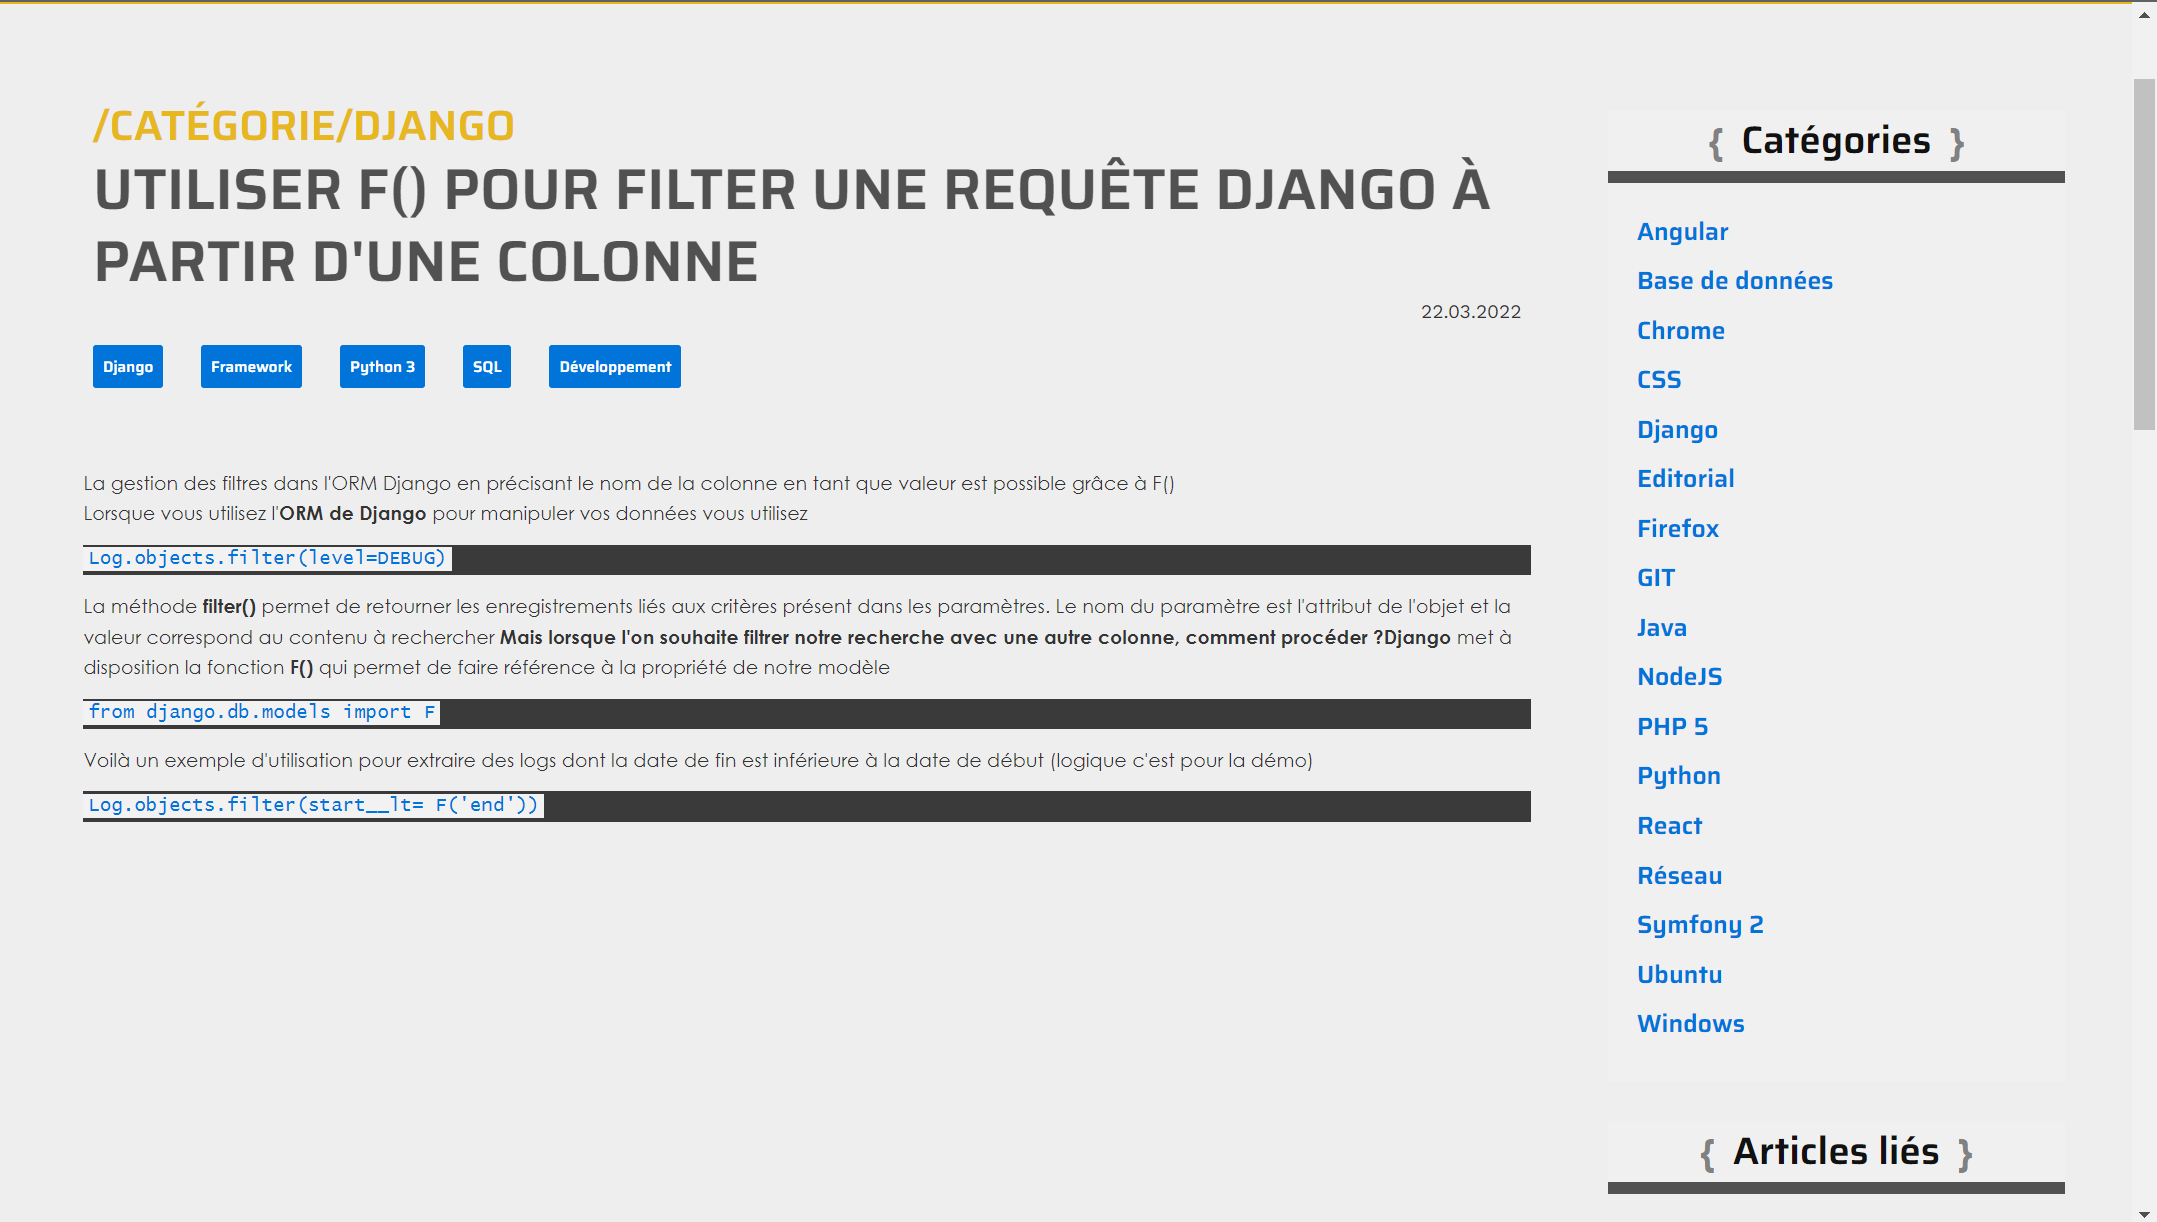 /CATÉGORIE/DJANGO
UTILISER F() POUR FILTER UNE REQUÊTE DJANGO À
PARTIR D'UNE COLONNE
22.03.2022
Django Framework Python 3 SQL Développement
La gestion des filtres dans l'ORM Django en précisant le nom de la colonne en tant que valeur est possible grâce à F()
Lorsque vous utilisez l'ORM de Django pour manipuler vos données vous utilisez
Log.objects.filter(level=DEBUG)
La méthode filter() permet de retourner les enregistrements liés aux critères présent dans les paramètres. Le nom du paramètre est l'attribut de l'objet et la
valeur correspond au contenu à rechercher Mais lorsque l'on souhaite filtrer notre recherche avec une autre colonne, comment procéder ?Django met à
disposition la fonction F() qui permet de faire référence à la propriété de notre modèle
from django.db.models import F
Voilà un exemple d'utilisation pour extraire des logs dont la date de fin est inférieure à la date de début (logique c'est pour la démo)
Log.objects.filter(start__lt= F('end'))
{ Catégories }
Angular
Base de données
Chrome
CSS
Django
Editorial
Firefox
GIT
Java
NodeJS
PHP 5
Python
React
Réseau
Symfony 2
Ubuntu
Windows
{ Articles liés }